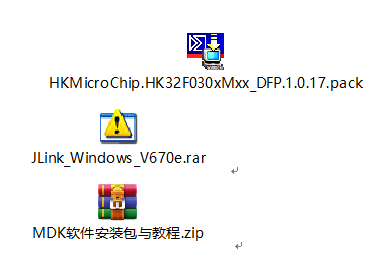 HKMicroChip.HK32F030xMxx_DFP.1.0.17.pack
JLink_Windows_V670e.rar
MDK软件安装包与教程.zip